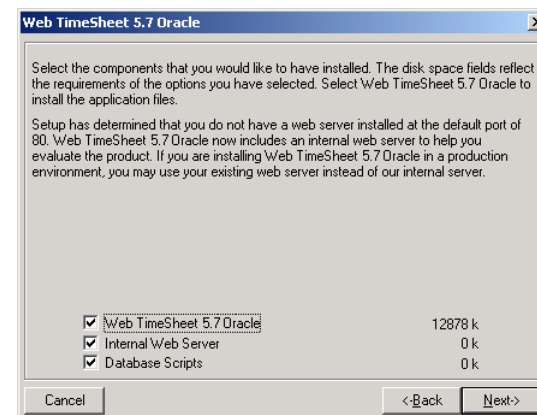 Web TimeSheet 5.7 Oracle
Select the components that you would like to have installed. The disk space fields reflect
the requirements of the options you have selected. Select Web TimeSheet 5.7 Oracle to
install the application files.
Setup has determined that you do not have a web server installed at the default port of
80. Web TimeSheet 5.7 Oracle now includes an internal web server to help you
evaluate the product. If you are installing Web TimeSheet 5.7 Oracle in a production
environment, you may use your existing web server instead of our internal server.
Web TimeSheet 5.7 Oracle 12878 k
Internal Web Server 0 k
Database Scripts 0 k
Cancel <-Back Next->